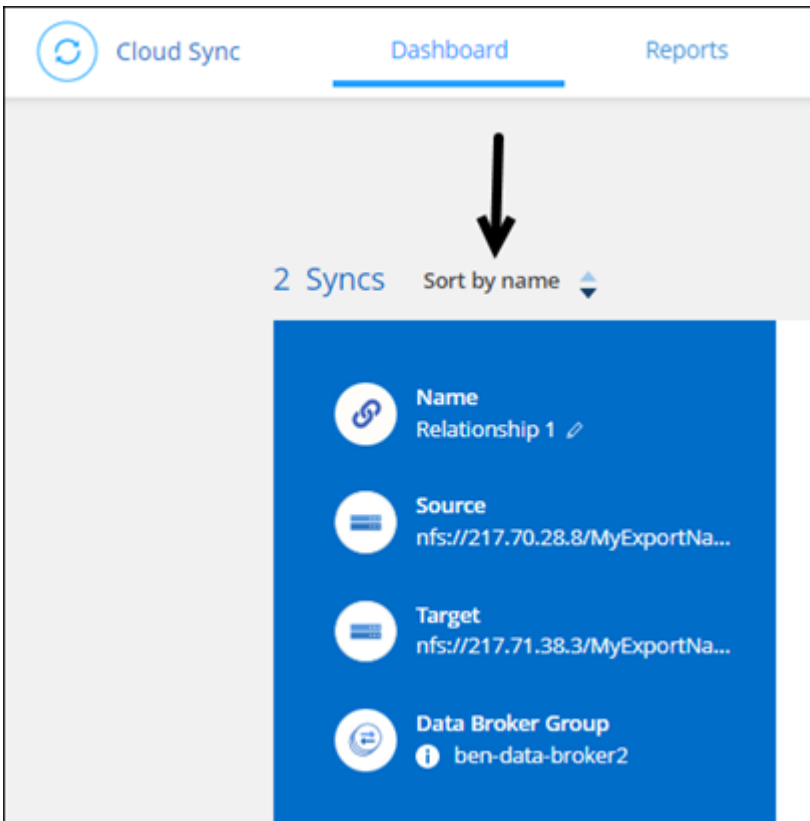 Cloud Sync
Dashboard
Reports
2 Syncs
Sort by name
Name
Relationship 1
Source
nfs://217.70.28.8/MyExportNa...
Target
nfs://217.71.38.3/MyExportNa...
Data Broker Group
ben-data-broker2